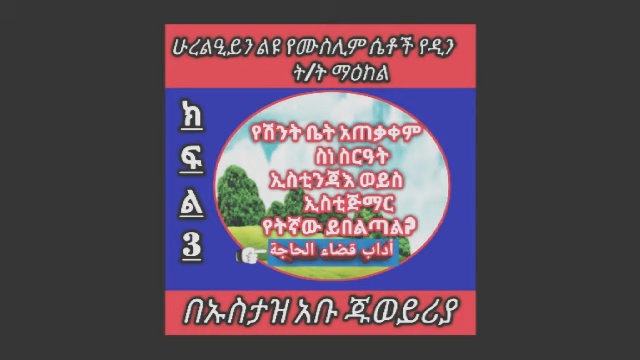 ሁረልዒይን ልዩ የሙስሊም ሴቶች የዲን
ት/ት ማዕከል
ክ
ፍ
ል
3
የሽንት ቤት አጠቃቀም
ስነ ስርዓት
ኢስቲንጃእ ወይስ
ኢስቲጅማር
የትኛው ይበልጣል?
آداب قضاء الحاجة
በኡስታዝ አቡ ጁወይሪያ